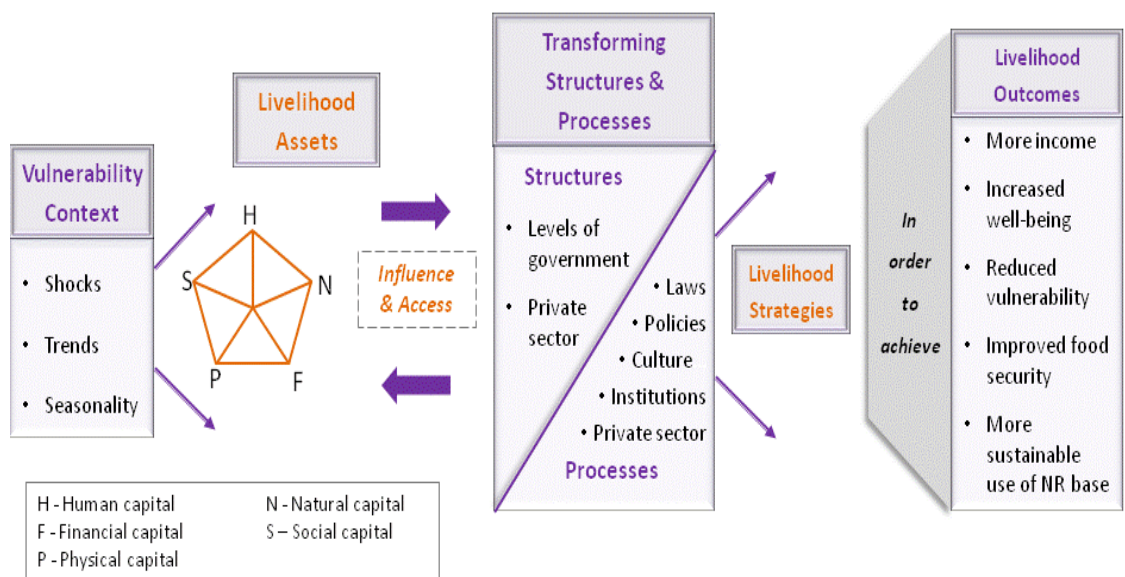 Vulnerability
Context
• Shocks
• Trends
• Seasonality
Livelihood
Assets
H
S
N
P
F
Influence
& Access
Transforming
Structures &
Processes
Structures
• Levels of
government
• Private
sector
• Laws
• Policies
• Culture
• Institutions
• Private sector
Processes
Livelihood
Strategies
In
order
to
achieve
Livelihood
Outcomes
• More income
• Increased
well-being
• Reduced
vulnerability
• Improved food
security
• More
sustainable
use of NR base
H - Human capital
F - Financial capital
P - Physical capital
N - Natural capital
S – Social capital